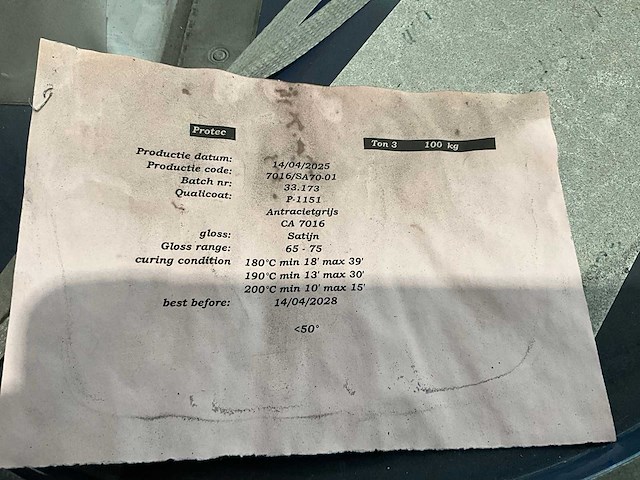 Protec
Ton 3 100 kg
Productie datum: 14/04/2025
Productie code: 7016/SA70-01
Batch nr: 33.173
Qualicoat: P-1151
Antracietgrijs
CA 7016
gloss: Satijn
Gloss range: 65 - 75
curing condition 180°C min 18' max 39'
190°C min 13' max 30'
200°C min 10' max 15'
best before: 14/04/2028
<50°